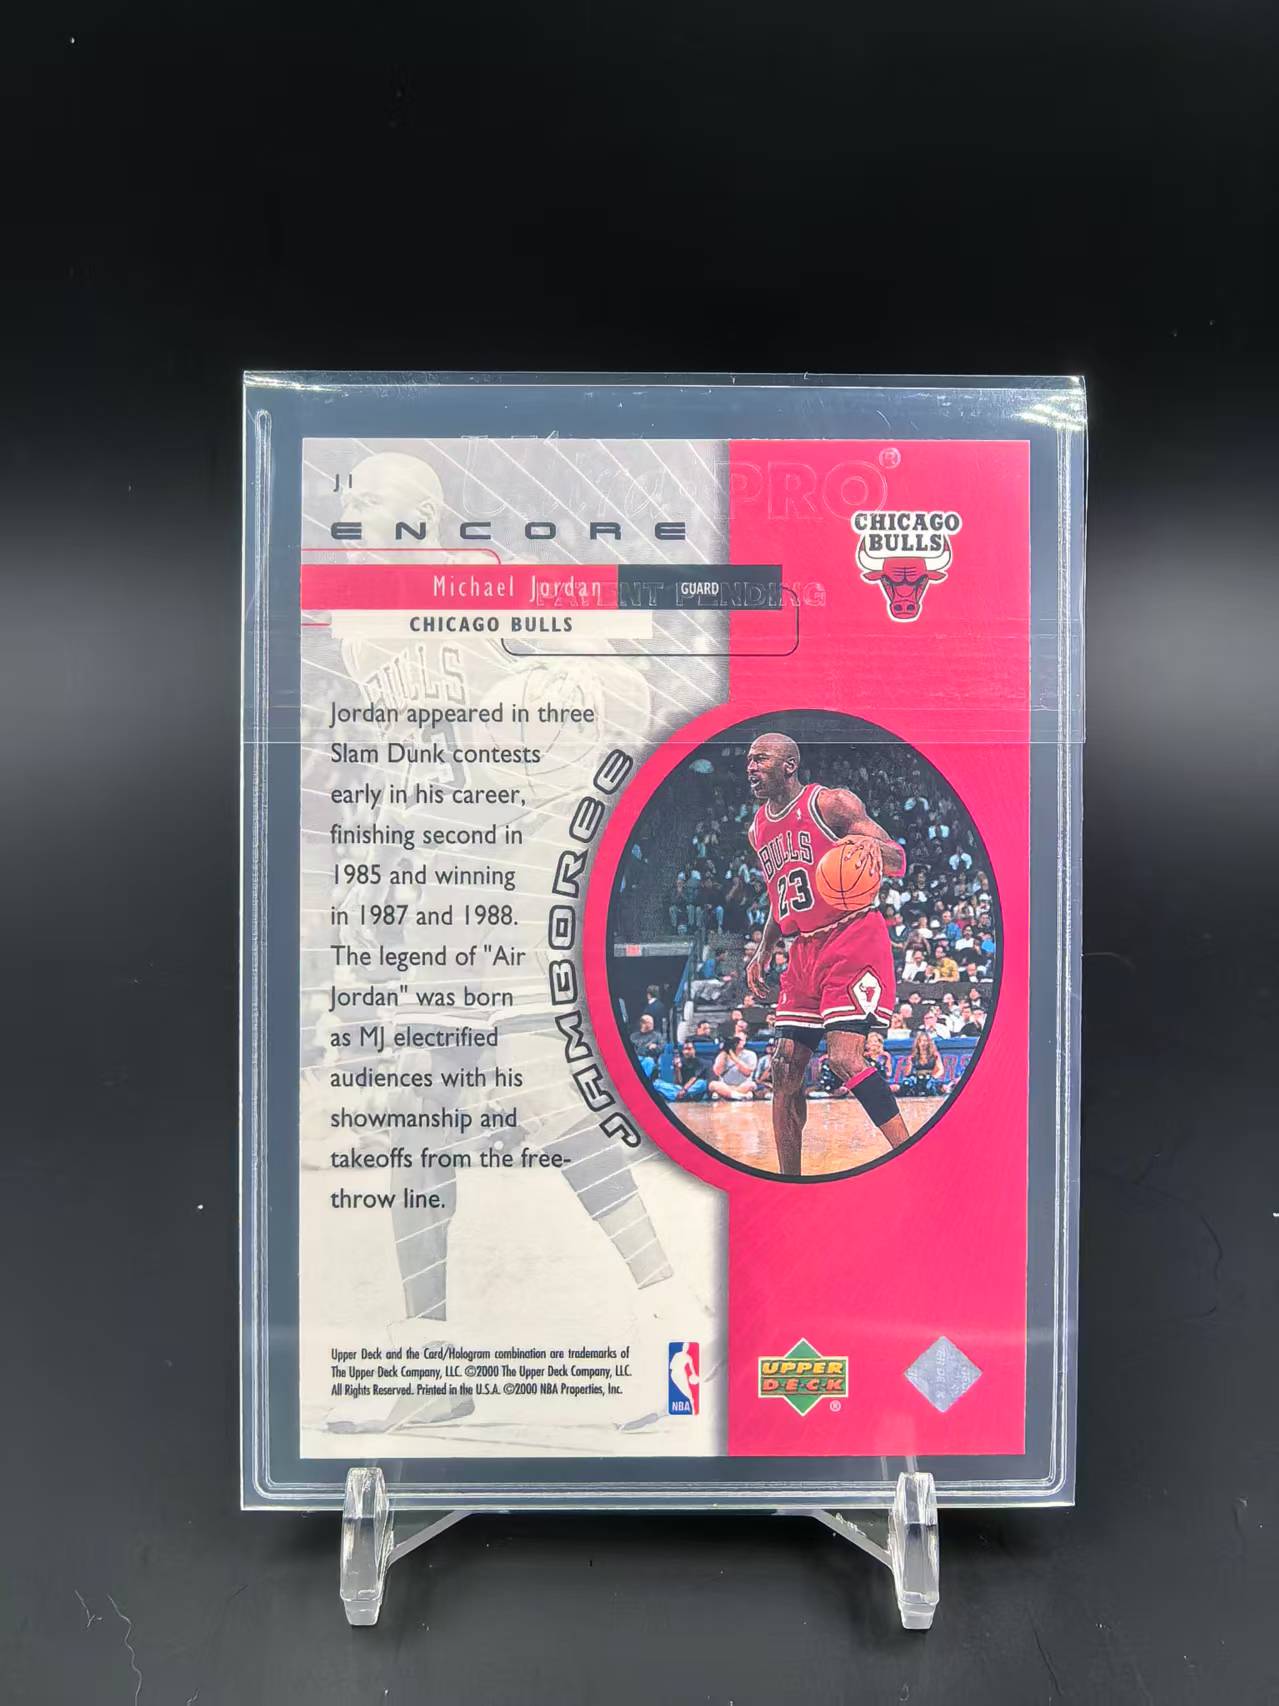 Ultra PRO®
J1
ENCORE
CHICAGO
BULLS
Michael Jordan
GUARD
PATENT PENDING
CHICAGO BULLS
Jordan appeared in three
Slam Dunk contests
early in his career,
finishing second in
1985 and winning
in 1987 and 1988.
The legend of "Air
Jordan" was born
as MJ electrified
audiences with his
showmanship and
takeoffs from the free-
throw line.
JAMBOREE
BULLS
23
Upper Deck and the Card/Hologram combination are trademarks of
The Upper Deck Company, LLC. ©2000 The Upper Deck Company, LLC.
All Rights Reserved. Printed in the U.S.A. ©2000 NBA Properties, Inc.
NBA
UPPER
DECK
®